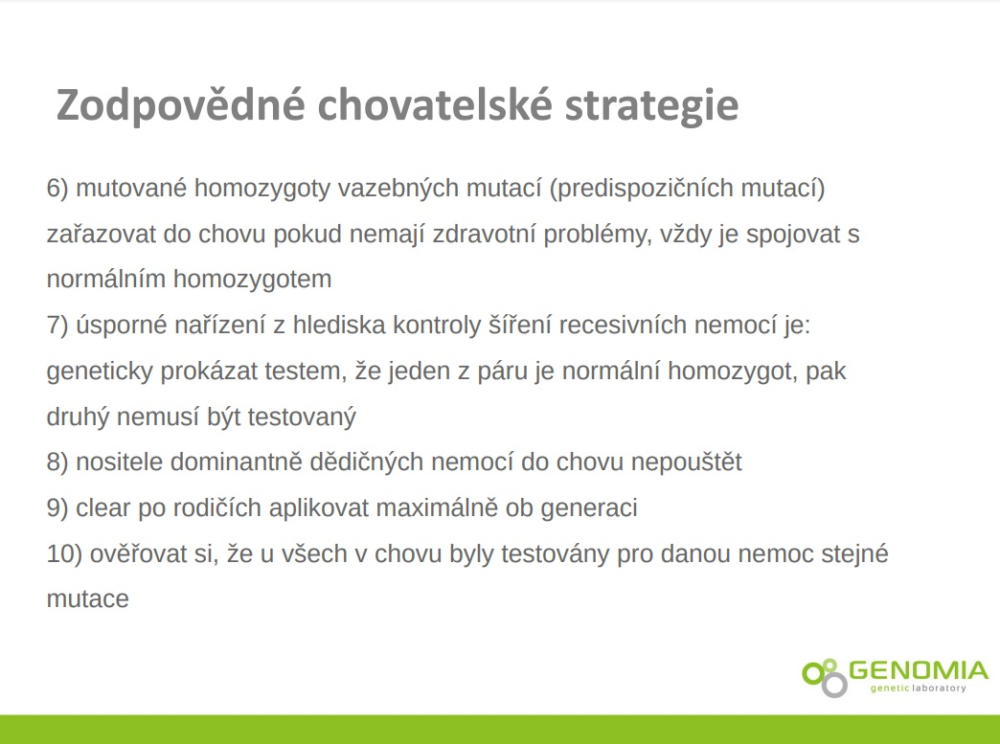 Zodpovědné chovatelské strategie
6) mutované homozygoty vazebných mutací (predispozičních mutací)
zařazovat do chovu pokud nemají zdravotní problémy, vždy je spojovat s
normálním homozygotem
7) úsporné nařízení z hlediska kontroly šíření recesivních nemocí je:
geneticky prokázat testem, že jeden z páru je normální homozygot, pak
druhý nemusí být testovaný
8) nositele dominantně dědičných nemocí do chovu nepouštět
9) clear po rodičích aplikovat maximálně ob generaci
10) ověřovat si, že u všech v chovu byly testovány pro danou nemoc stejné
mutace
GENOMIA
genetic laboratory